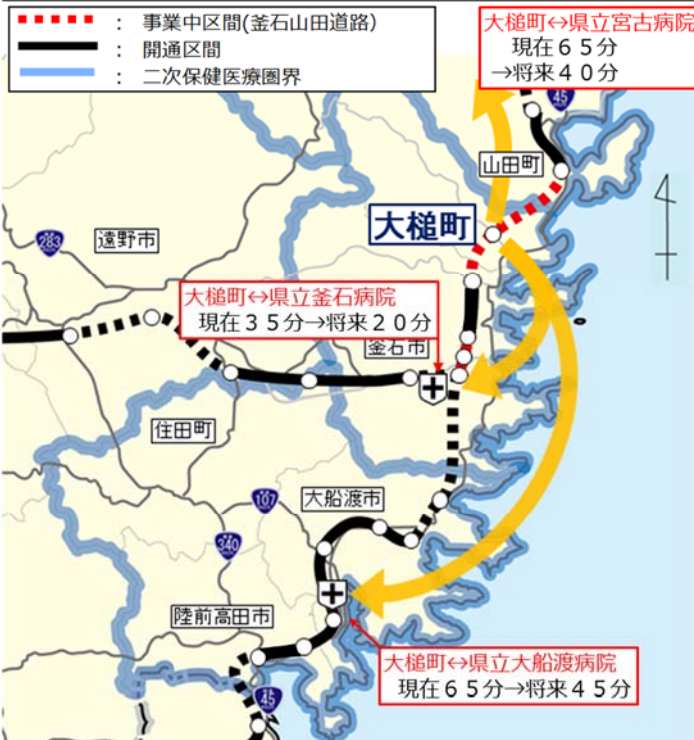 ： 事業中区間(釜石山田道路)
： 開通区間
： 二次保健医療圏界
大槌町↔県立宮古病院
現在６５分
→将来４０分
45
山田町
大槌町
283
遠野市
大槌町↔県立釜石病院
現在３５分→将来２０分
釜石市
住田町
大船渡市
107
340
陸前高田市
大槌町↔県立大船渡病院
現在６５分→将来４５分
45